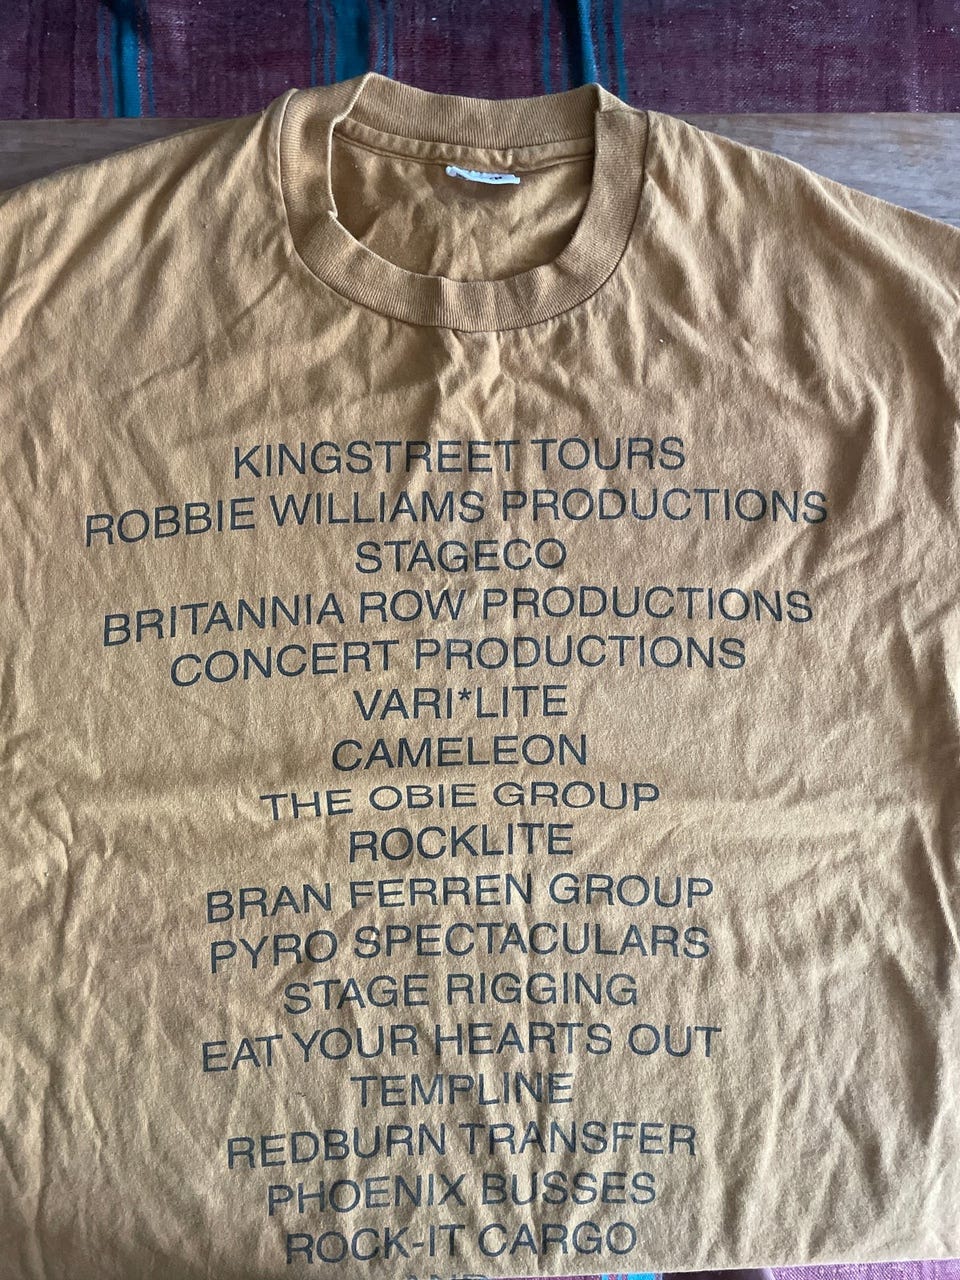 KINGSTREET TOURS
ROBBIE WILLIAMS PRODUCTIONS
STAGECO
BRITANNIA ROW PRODUCTIONS
CONCERT PRODUCTIONS
VARI*LITE
CAMELEON
THE OBIE GROUP
ROCKLITE
BRAN FERREN GROUP
PYRO SPECTACULARS
STAGE RIGGING
EAT YOUR HEARTS OUT
TEMPLINE
REDBURN TRANSFER
PHOENIX BUSSES
ROCK-IT CARGO
AND